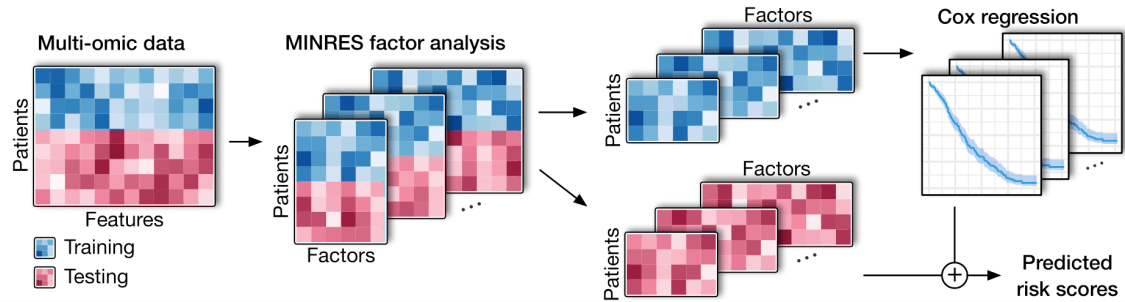 Multi-omic data
Patients
Features
Training
Testing
MINRES factor analysis
Patients
Factors
Factors
Patients
Factors
Patients
Cox regression
Predicted
risk scores